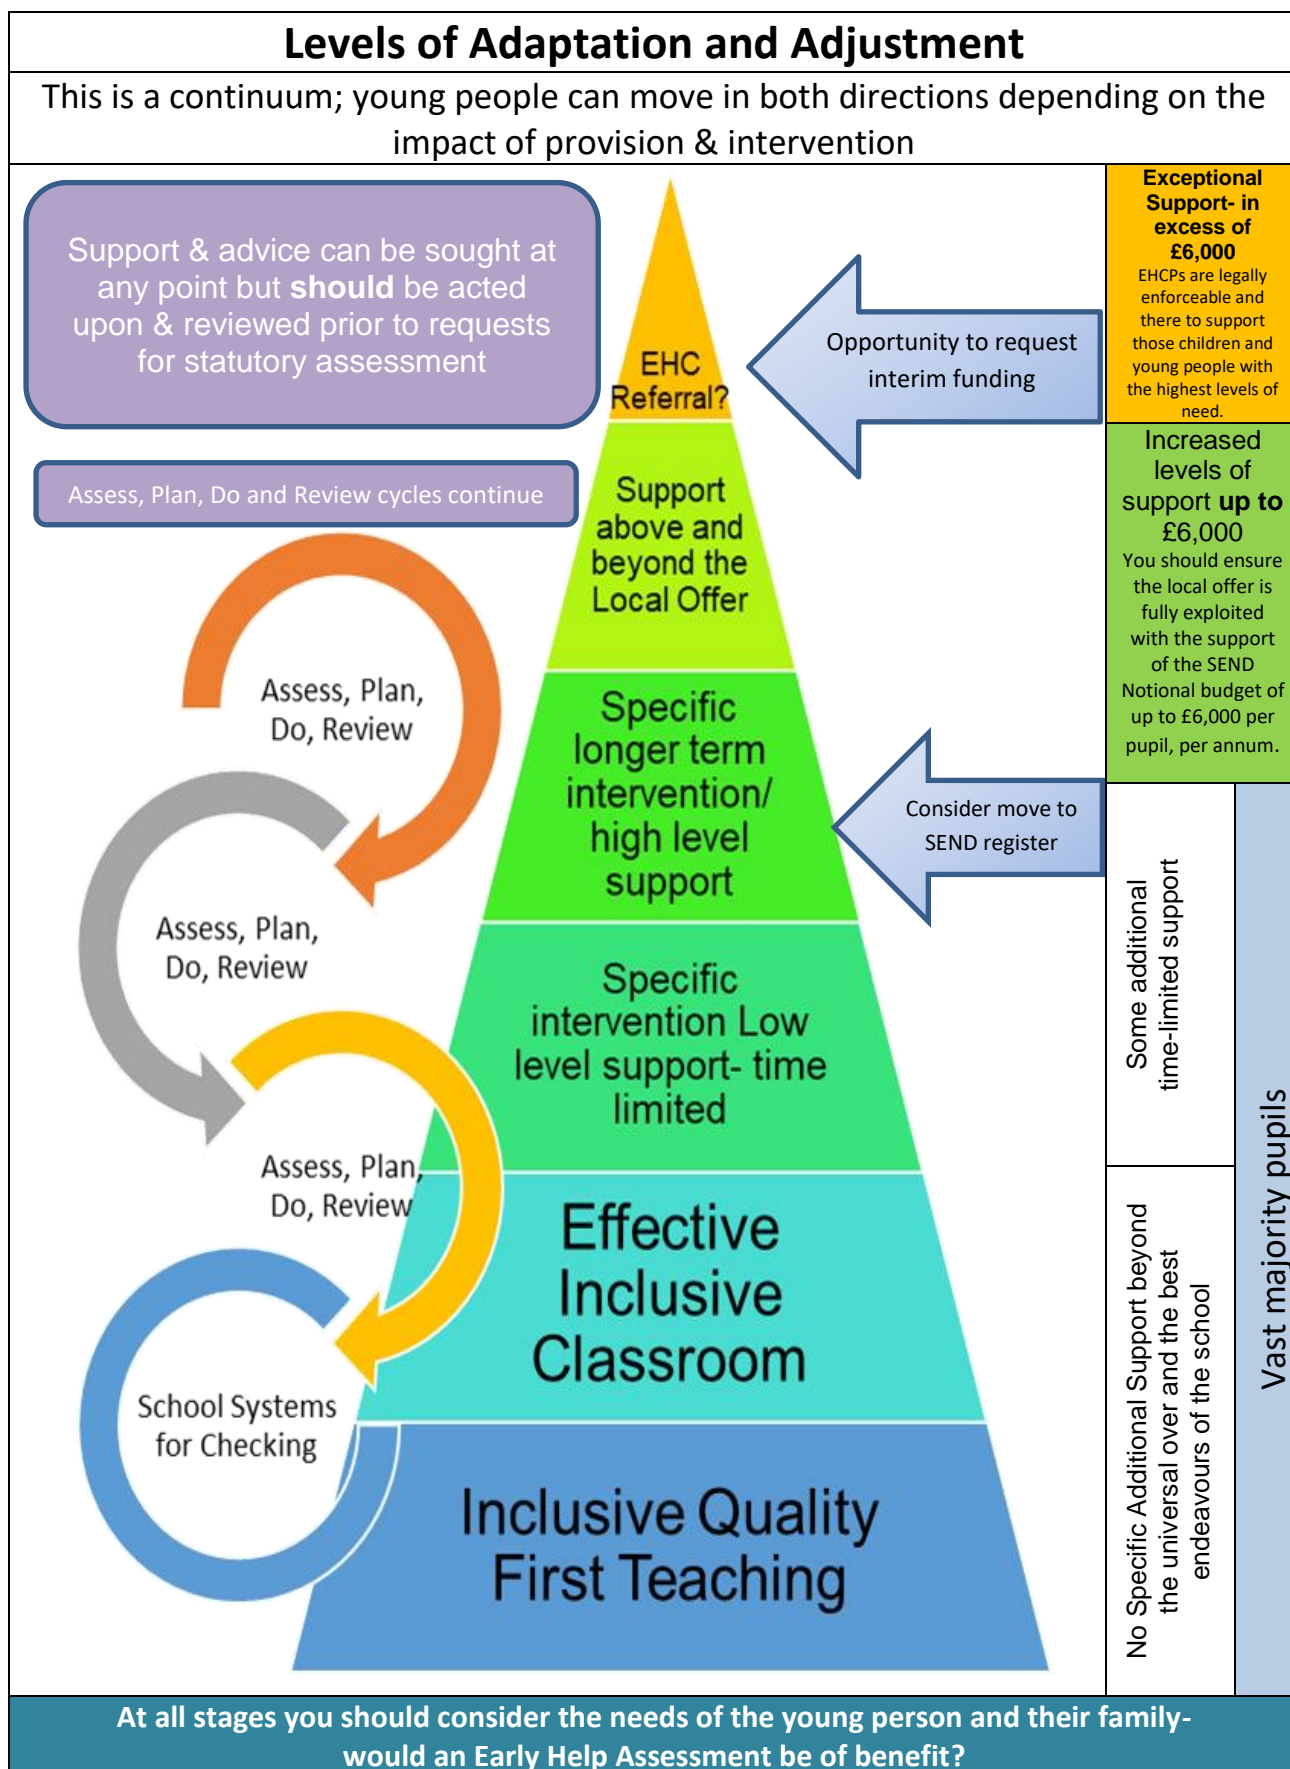 Levels of Adaptation and Adjustment
This is a continuum; young people can move in both directions depending on the
impact of provision & intervention
Support & advice can be sought at
any point but should be acted
upon & reviewed prior to requests
for statutory assessment
Assess, Plan, Do and Review cycles continue
Assess, Plan,
Do, Review
Assess, Plan,
Do, Review
Assess, Plan,
Do, Review
School Systems
for Checking
EHC
Referral?
Support
above and
beyond the
Local Offer
Specific
longer term
intervention/
high level
support
Specific
intervention Low
level support- time
limited
Effective
Inclusive
Classroom
Inclusive Quality
First Teaching
Opportunity to request
interim funding
Consider move to
SEND register
Exceptional
Support- in
excess of
£6,000
EHCPs are legally
enforceable and
there to support
those children and
young people with
the highest levels of
need.
Increased
levels of
support up to
£6,000
You should ensure
the local offer is
fully exploited
with the support
of the SEND
Notional budget of
up to £6,000 per
pupil, per annum.
Some additional
time-limited support
No Specific Additional Support beyond
the universal over and the best
endeavours of the school
Vast majority pupils
At all stages you should consider the needs of the young person and their family-
would an Early Help Assessment be of benefit?